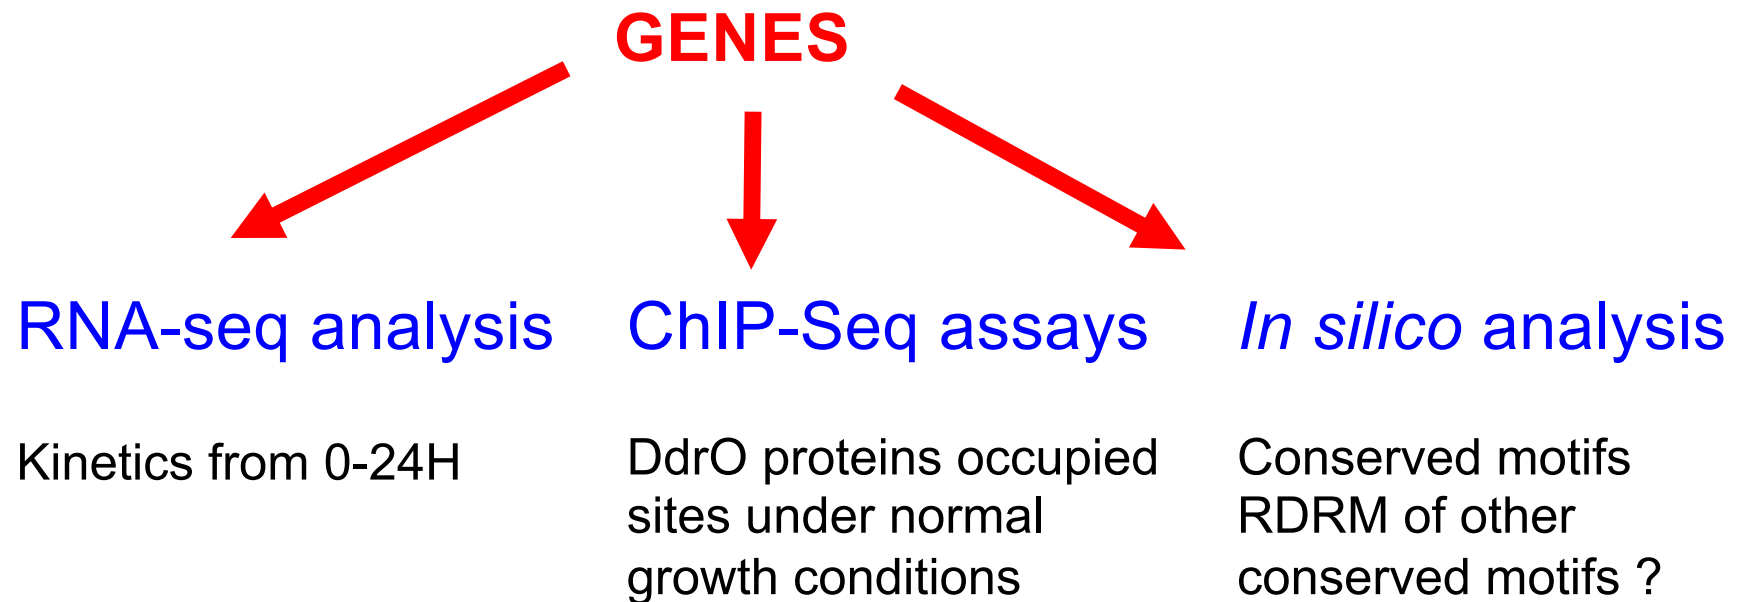 GENES
RNA-seq analysis
Kinetics from 0-24H
ChIP-Seq assays
DdrO proteins occupied
sites under normal
growth conditions
In silico analysis
Conserved motifs
RDRM of other
conserved motifs ?